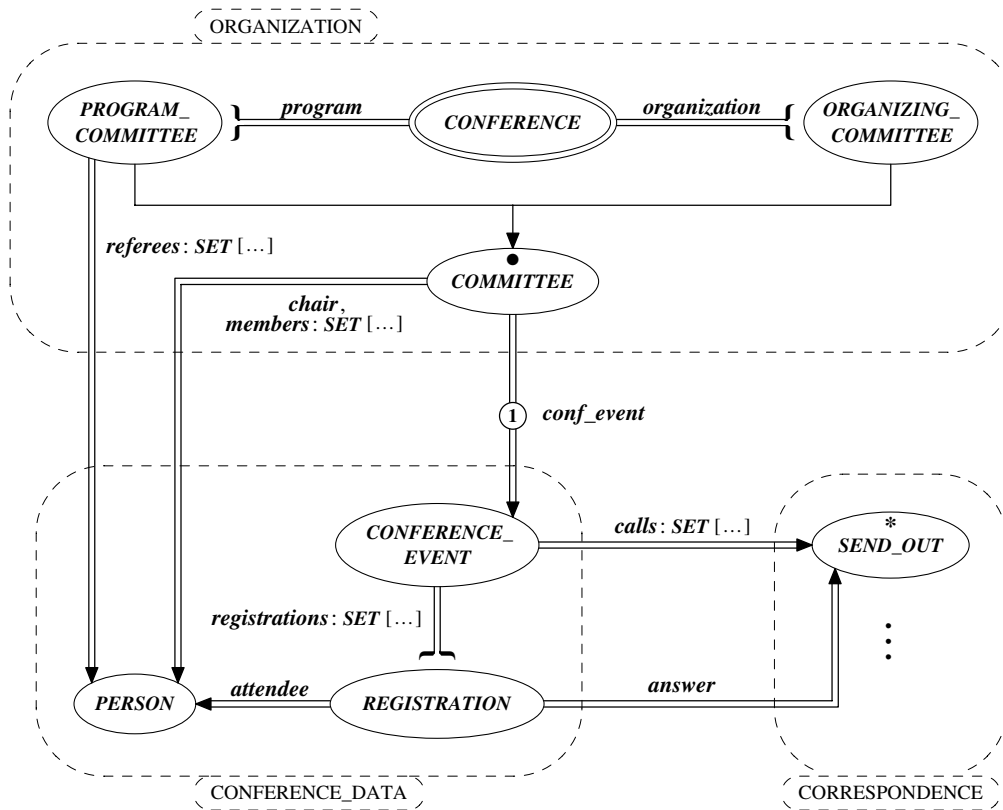 ORGANIZATION
PROGRAM_
COMMITTEE
program
CONFERENCE
organization
ORGANIZING_
COMMITTEE
referees: SET […]
COMMITTEE
chair,
members: SET […]
1
conf_event
CONFERENCE_
EVENT
calls: SET […]
*
SEND_OUT
registrations: SET […]
PERSON
attendee
REGISTRATION
answer
CONFERENCE_DATA
CORRESPONDENCE